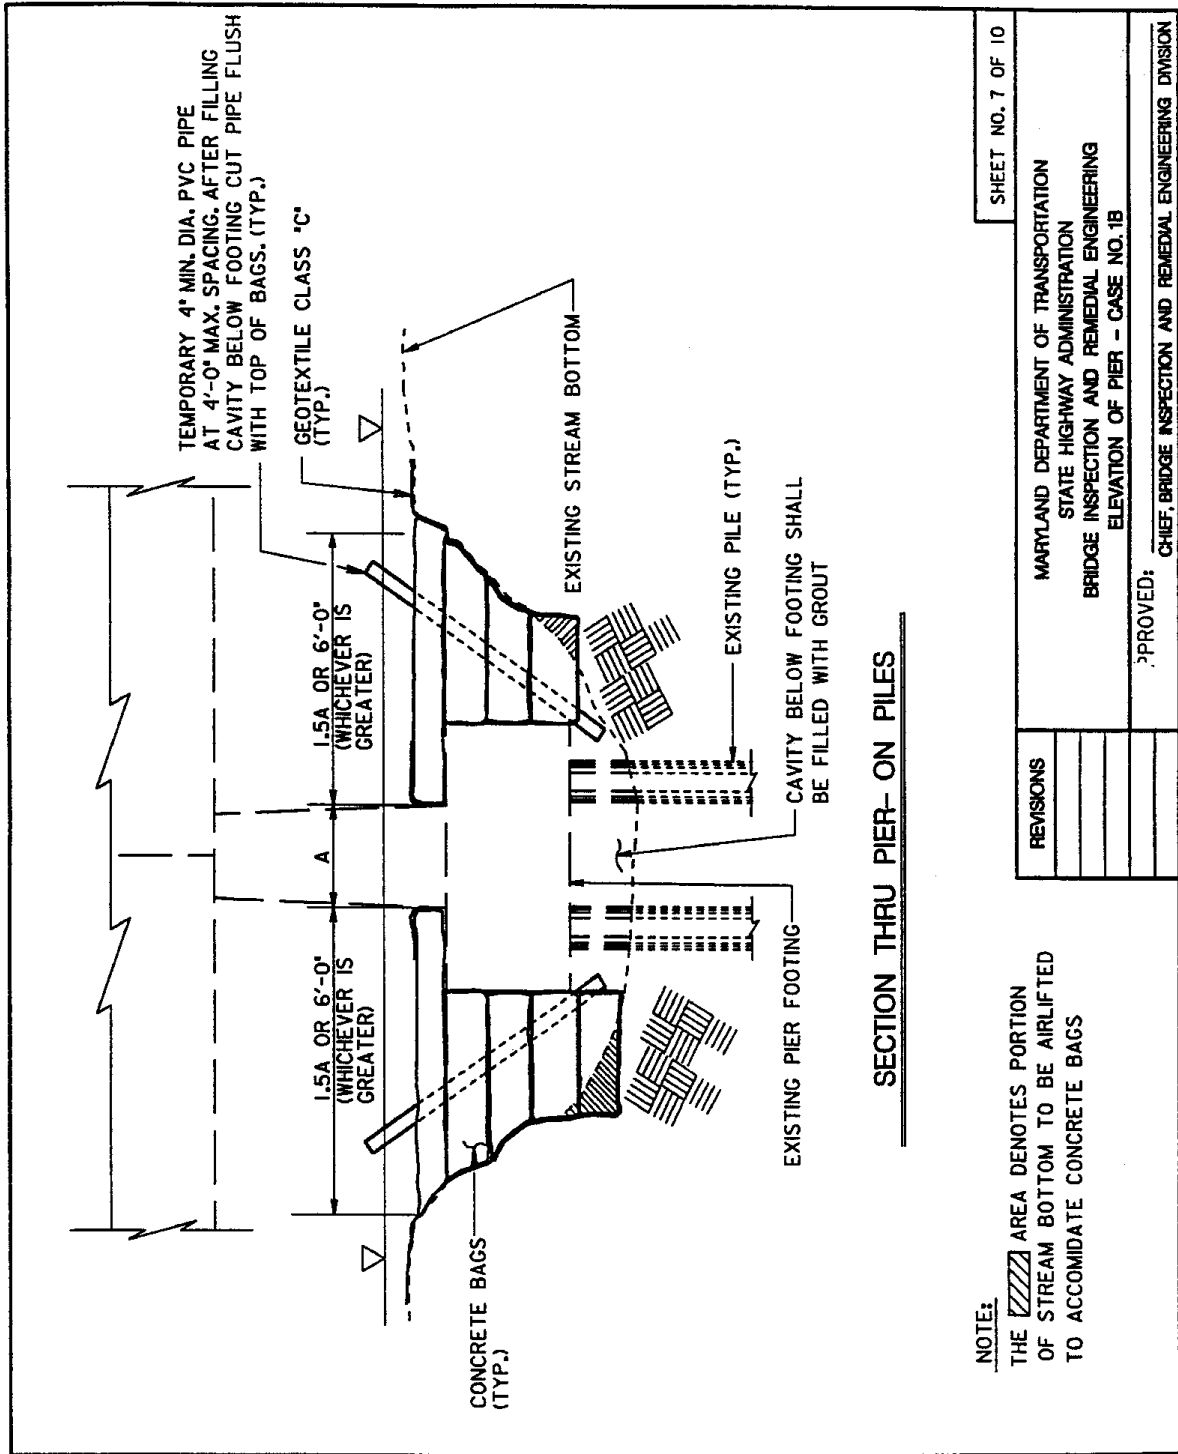 TEMPORARY 4" MIN. DIA. PVC PIPE
AT 4'-0" MAX. SPACING. AFTER FILLING
CAVITY BELOW FOOTING CUT PIPE FLUSH
WITH TOP OF BAGS. (TYP.)
GEOTEXTILE CLASS "C"
(TYP.)
1.5A OR 6'-0"
(WHICHEVER IS
GREATER)
A
1.5A OR 6'-0"
(WHICHEVER IS
GREATER)
CONCRETE BAGS
(TYP.)
EXISTING STREAM BOTTOM
EXISTING PILE (TYP.)
CAVITY BELOW FOOTING SHALL
BE FILLED WITH GROUT
EXISTING PIER FOOTING
SECTION THRU PIER- ON PILES
NOTE:
THE AREA DENOTES PORTION
OF STREAM BOTTOM TO BE AIRLIFTED
TO ACCOMIDATE CONCRETE BAGS
SHEET NO. 7 OF 10
REVISIONS
MARYLAND DEPARTMENT OF TRANSPORTATION
STATE HIGHWAY ADMINISTRATION
BRIDGE INSPECTION AND REMEDIAL ENGINEERING
ELEVATION OF PIER - CASE NO. 1B
PPROVED:
CHIEF, BRIDGE INSPECTION AND REMEDIAL ENGINEERING DIVISION